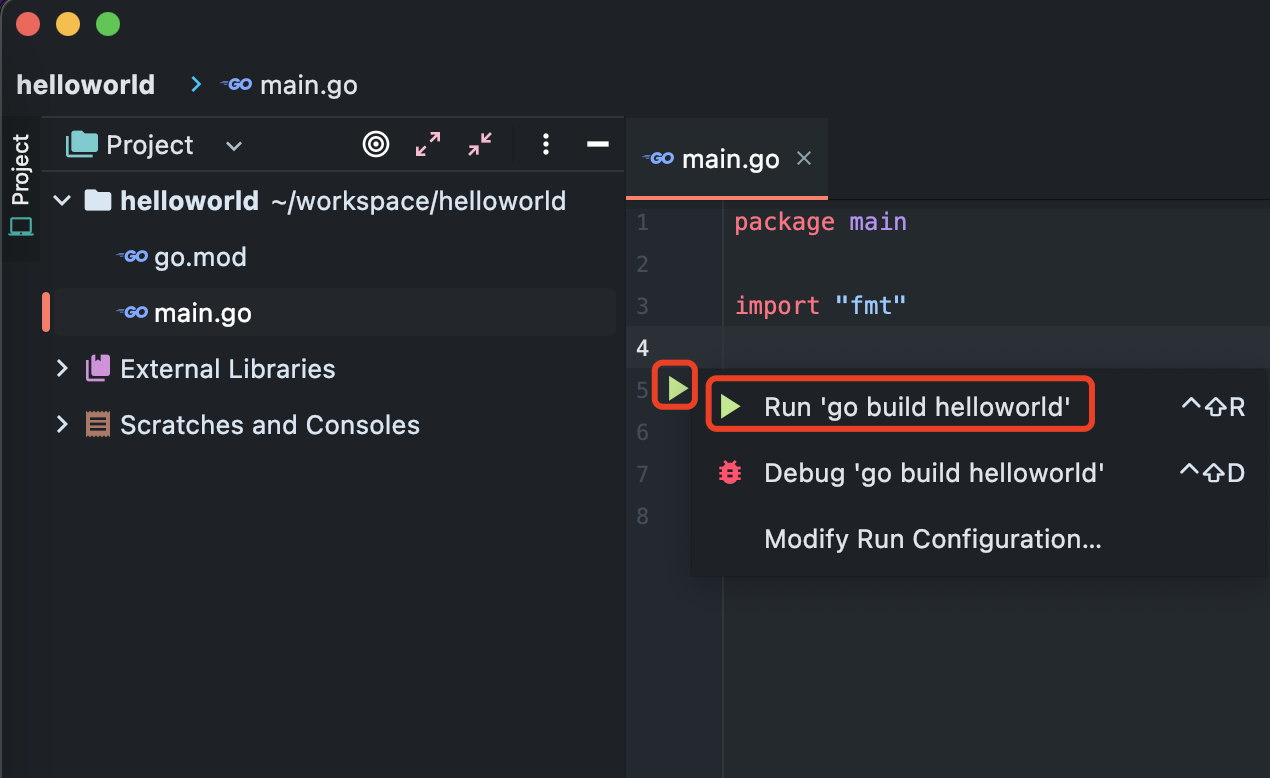 helloworld > GO main.go
Project
Project
GO main.go ×
helloworld ~/workspace/helloworld
GO go.mod
GO main.go
External Libraries
Scratches and Consoles
1 package main
2
3 import "fmt"
4
5
6
7
8
Run 'go build helloworld' ^⇧R
Debug 'go build helloworld' ^⇧D
Modify Run Configuration...